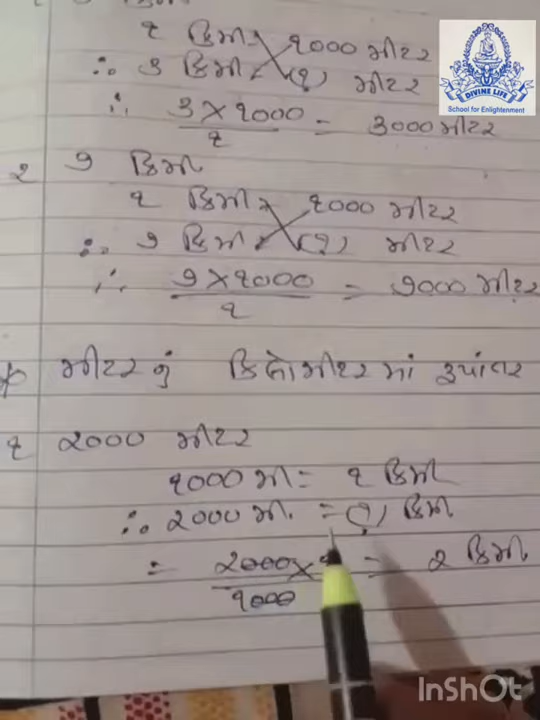 ૧ કિમી = ૧૦૦૦ મીટર
∴ ૩ કિમી = (?) મીટર
∴ ૩ × ૧૦૦૦ / ૧ = ૩૦૦૦ મીટર
૨ ૭ કિમી
૧ કિમી = ૧૦૦૦ મીટર
∴ ૭ કિમી = (?) મીટર
∴ ૭ × ૧૦૦૦ / ૧ = ૭૦૦૦ મીટર
* મીટરનું કિલોમીટરમાં રૂપાંતર
૧ ૨૦૦૦ મીટર
૧૦૦૦ મી = ૧ કિમી
∴ ૨૦૦૦ મી. = (?) કિમી
= ૨૦૦૦ × ૧ / ૧૦૦૦ = ૨ કિમી
DIVINE LIFE
School for Enlightenment
InShOt